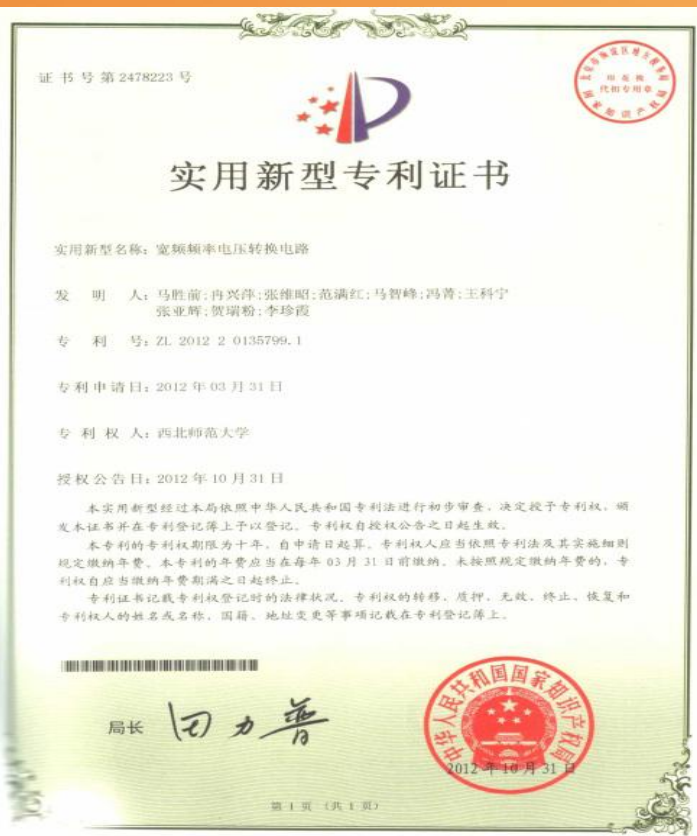 证书号第2478223号
实用新型专利证书
实用新型名称：宽频频率电压转换电路
发 明 人：马胜前;冉兴萍;张维昭;范满红;马智峰;冯菁;王科宁
张亚辉;贺瑞粉;李珍霞
专 利 号：ZL 2012 2 0135799.1
专利申请日：2012年03月31日
专 利 权 人：西北师范大学
授权公告日：2012年10月31日
本实用新型经过本局依照中华人民共和国专利法进行初步审查，决定授予专利权，颁
发本证书并在专利登记簿上予以登记。专利权自授权公告之日起生效。
本专利的专利权期限为十年，自申请日起算。专利权人应当依照专利法及其实施细则
规定缴纳年费。本专利的年费应当在每年03月31日前缴纳。未按照规定缴纳年费的，专
利权自应当缴纳年费期满之日起终止。
专利证书记载专利权登记时的法律状况。专利权的转移、质押、无效、终止、恢复和
专利权人的姓名或名称、国籍、地址变更等事项记载在专利登记簿上。
局长 田力普
中华人民共和国国家知识产权局
2012年10月31日
第1页（共1页）